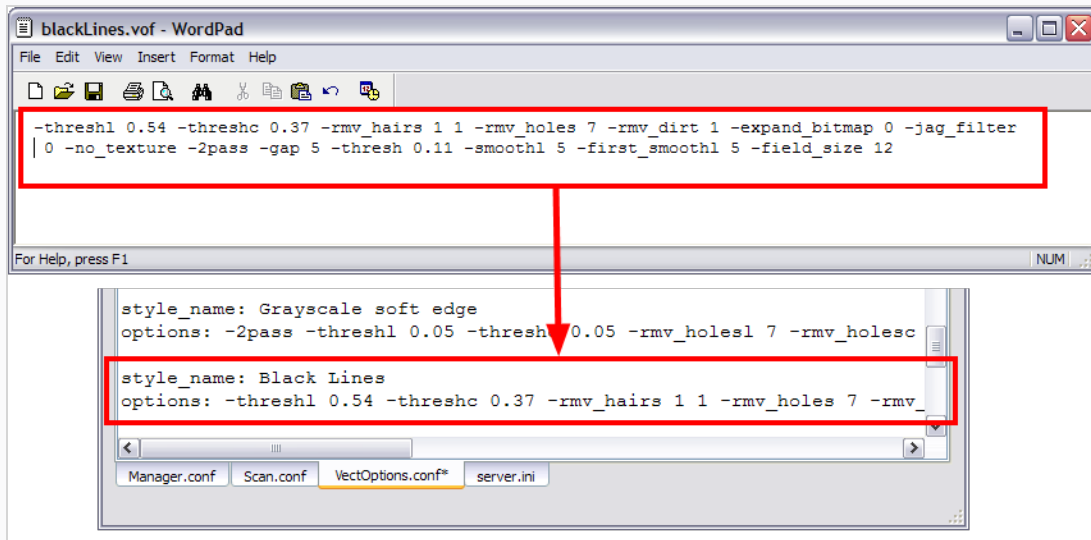 blackLines.vof - WordPad
File Edit View Insert Format Help
-threshl 0.54 -threshc 0.37 -rmv_hairs 1 1 -rmv_holes 7 -rmv_dirt 1 -expand_bitmap 0 -jag_filter
0 -no_texture -2pass -gap 5 -thresh 0.11 -smoothl 5 -first_smoothl 5 -field_size 12
For Help, press F1
NUM
style_name: Grayscale soft edge
options: -2pass -threshl 0.05 -thresh 0.05 -rmv_holesl 7 -rmv_holesc
style_name: Black Lines
options: -threshl 0.54 -threshc 0.37 -rmv_hairs 1 1 -rmv_holes 7 -rmv_
Manager.conf Scan.conf VectOptions.conf* server.ini